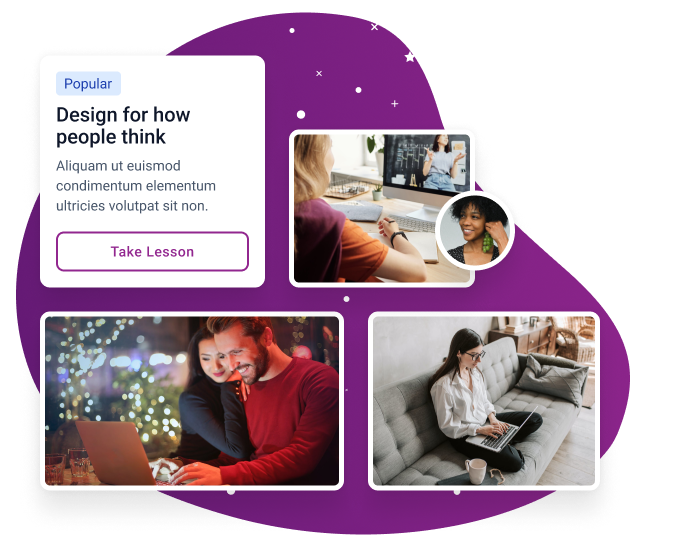 Popular
Design for how
people think
Aliquam ut euismod
condimentum elementum
ultricies volutpat sit non.
Take Lesson